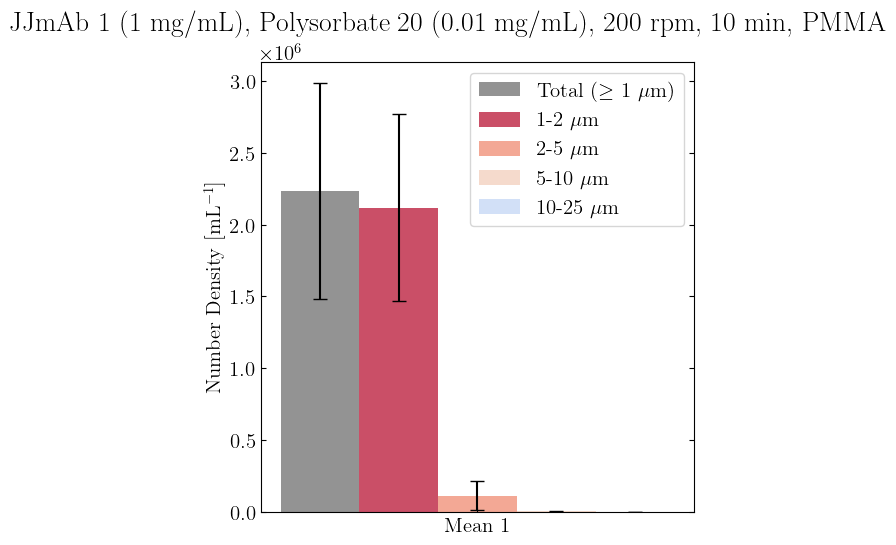 JJmAb 1 (1 mg/mL), Polysorbate 20 (0.01 mg/mL), 200 rpm, 10 min, PMMA
×10⁶
3.0
2.5
2.0
1.5
1.0
0.5
0.0
Number Density [mL⁻¹]
Total (≥ 1 μm)
1-2 μm
2-5 μm
5-10 μm
10-25 μm
Mean 1